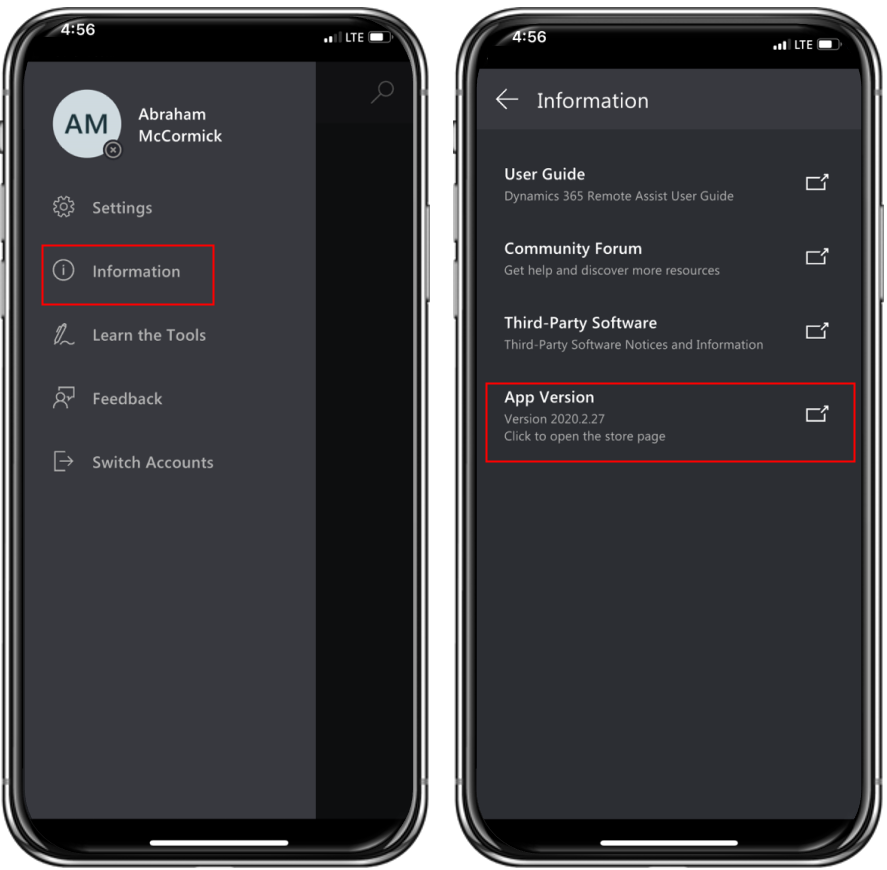 4:56
LTE
AM
Abraham
McCormick
Settings
Information
Learn the Tools
Feedback
Switch Accounts
4:56
LTE
Information
User Guide
Dynamics 365 Remote Assist User Guide
Community Forum
Get help and discover more resources
Third-Party Software
Third-Party Software Notices and Information
App Version
Version 2020.2.27
Click to open the store page